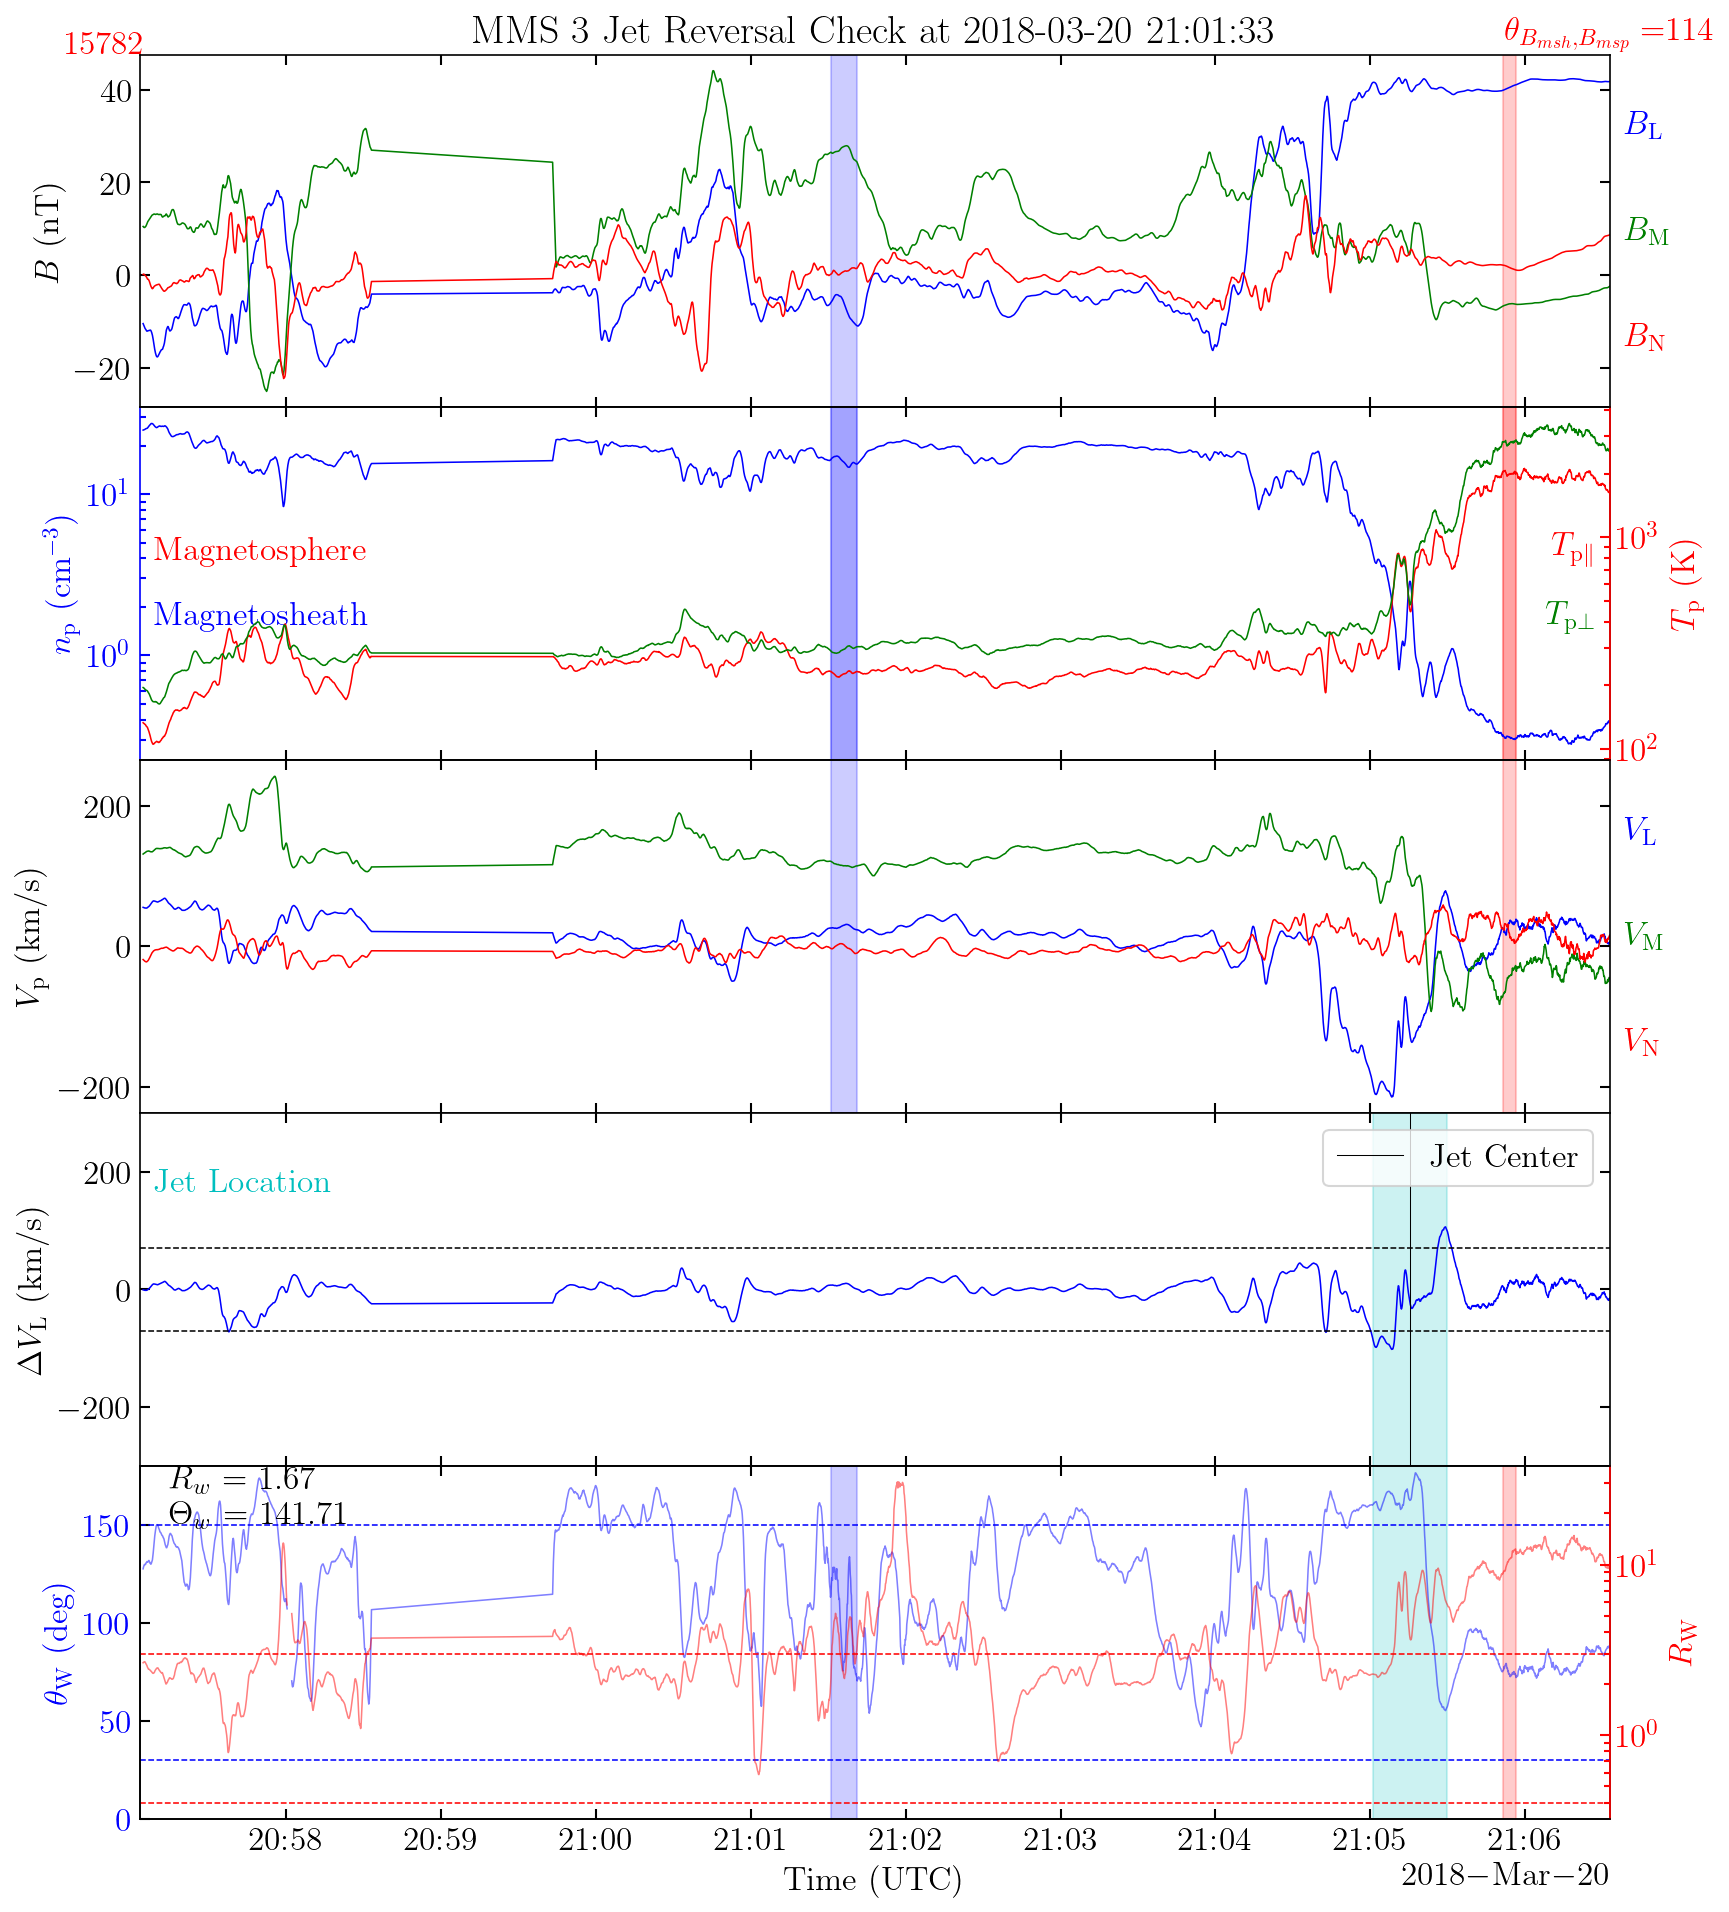 MMS 3 Jet Reversal Check at 2018-03-20 21:01:33
15782
θ_{B_{msh},B_{msp}} =114
40
20
0
−20
B (nT)
B_L
B_M
B_N
10^1
10^0
n_p (cm^{−3})
Magnetosphere
Magnetosheath
T_{p∥}
T_{p⊥}
10^3
10^2
T_p (K)
200
0
−200
V_p (km/s)
V_L
V_M
V_N
200
0
−200
ΔV_L (km/s)
Jet Location
Jet Center
R_w = 1.67
Θ_w = 141.71
150
100
50
0
θ_W (deg)
10^1
10^0
R_W
20:58 20:59 21:00 21:01 21:02 21:03 21:04 21:05 21:06
Time (UTC)
2018−Mar−20